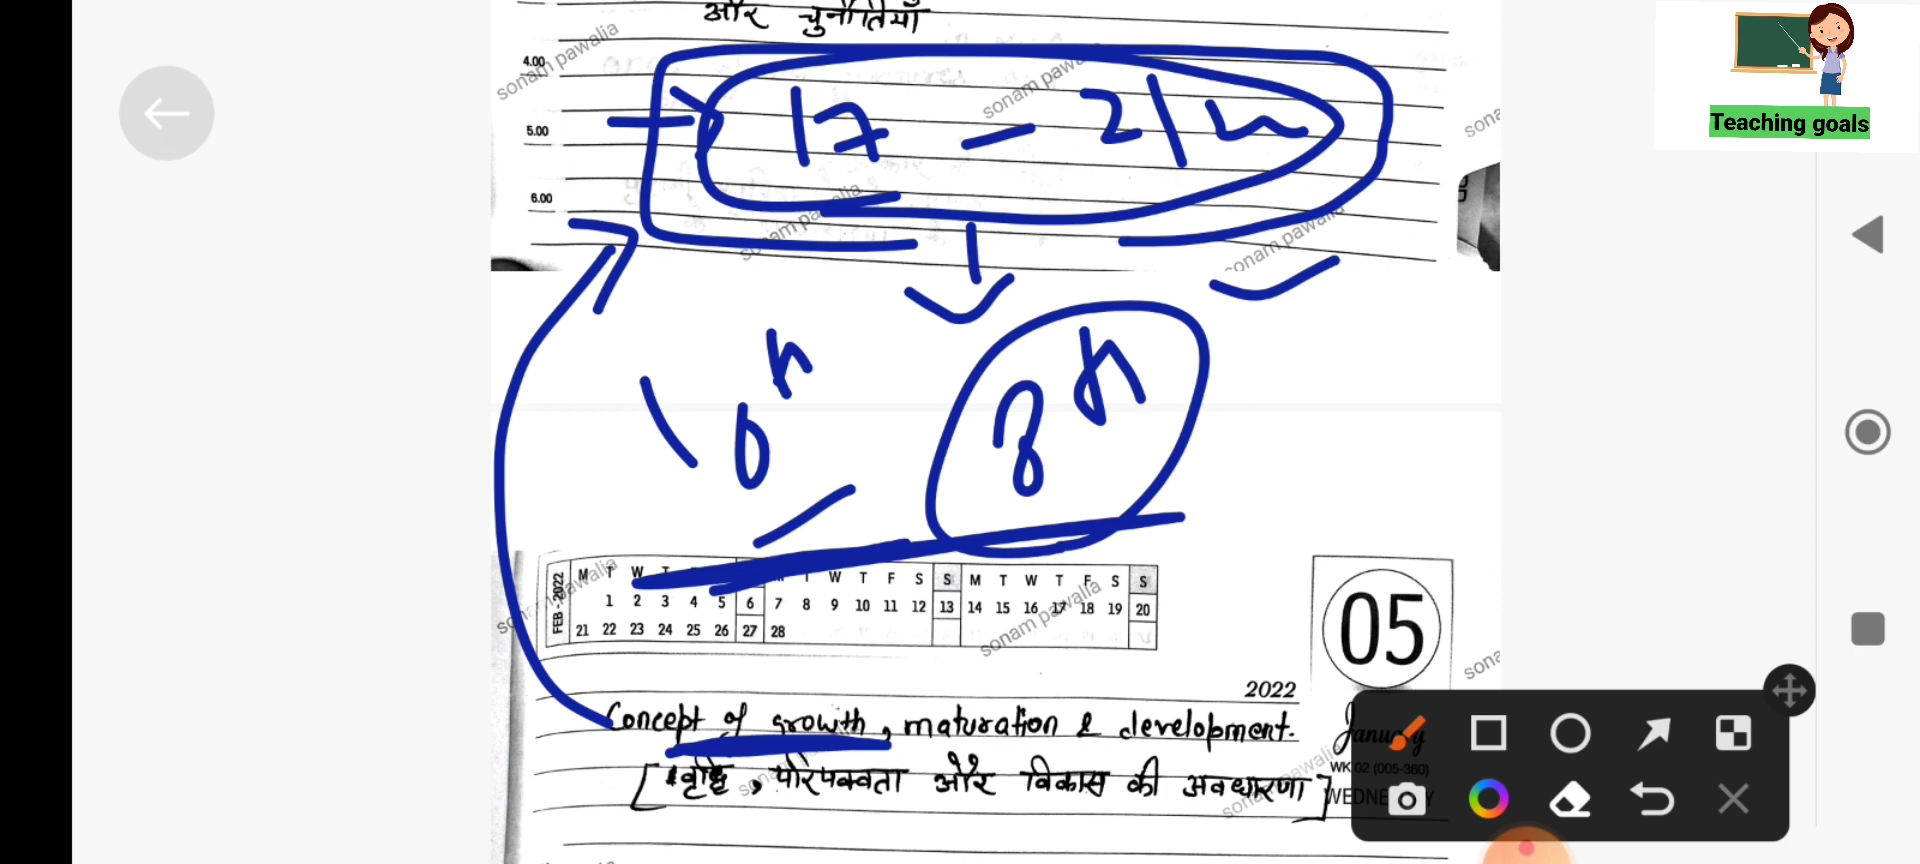 और चुनौतियाँ
4.00
5.00
6.00
17 - 21
Teaching goals
sonam pawalia
FEB - 2022
M T W T W T F S S M T W T F S S
1 2 3 4 5 6 7 8 9 10 11 12 13 14 15 16 17 18 19 20
21 22 23 24 25 26 27 28
05
2022
Concept of growth, maturation & development.
January
WK 02 (005-360)
[वृद्धि, परिपक्वता और विकास की अवधारणा]